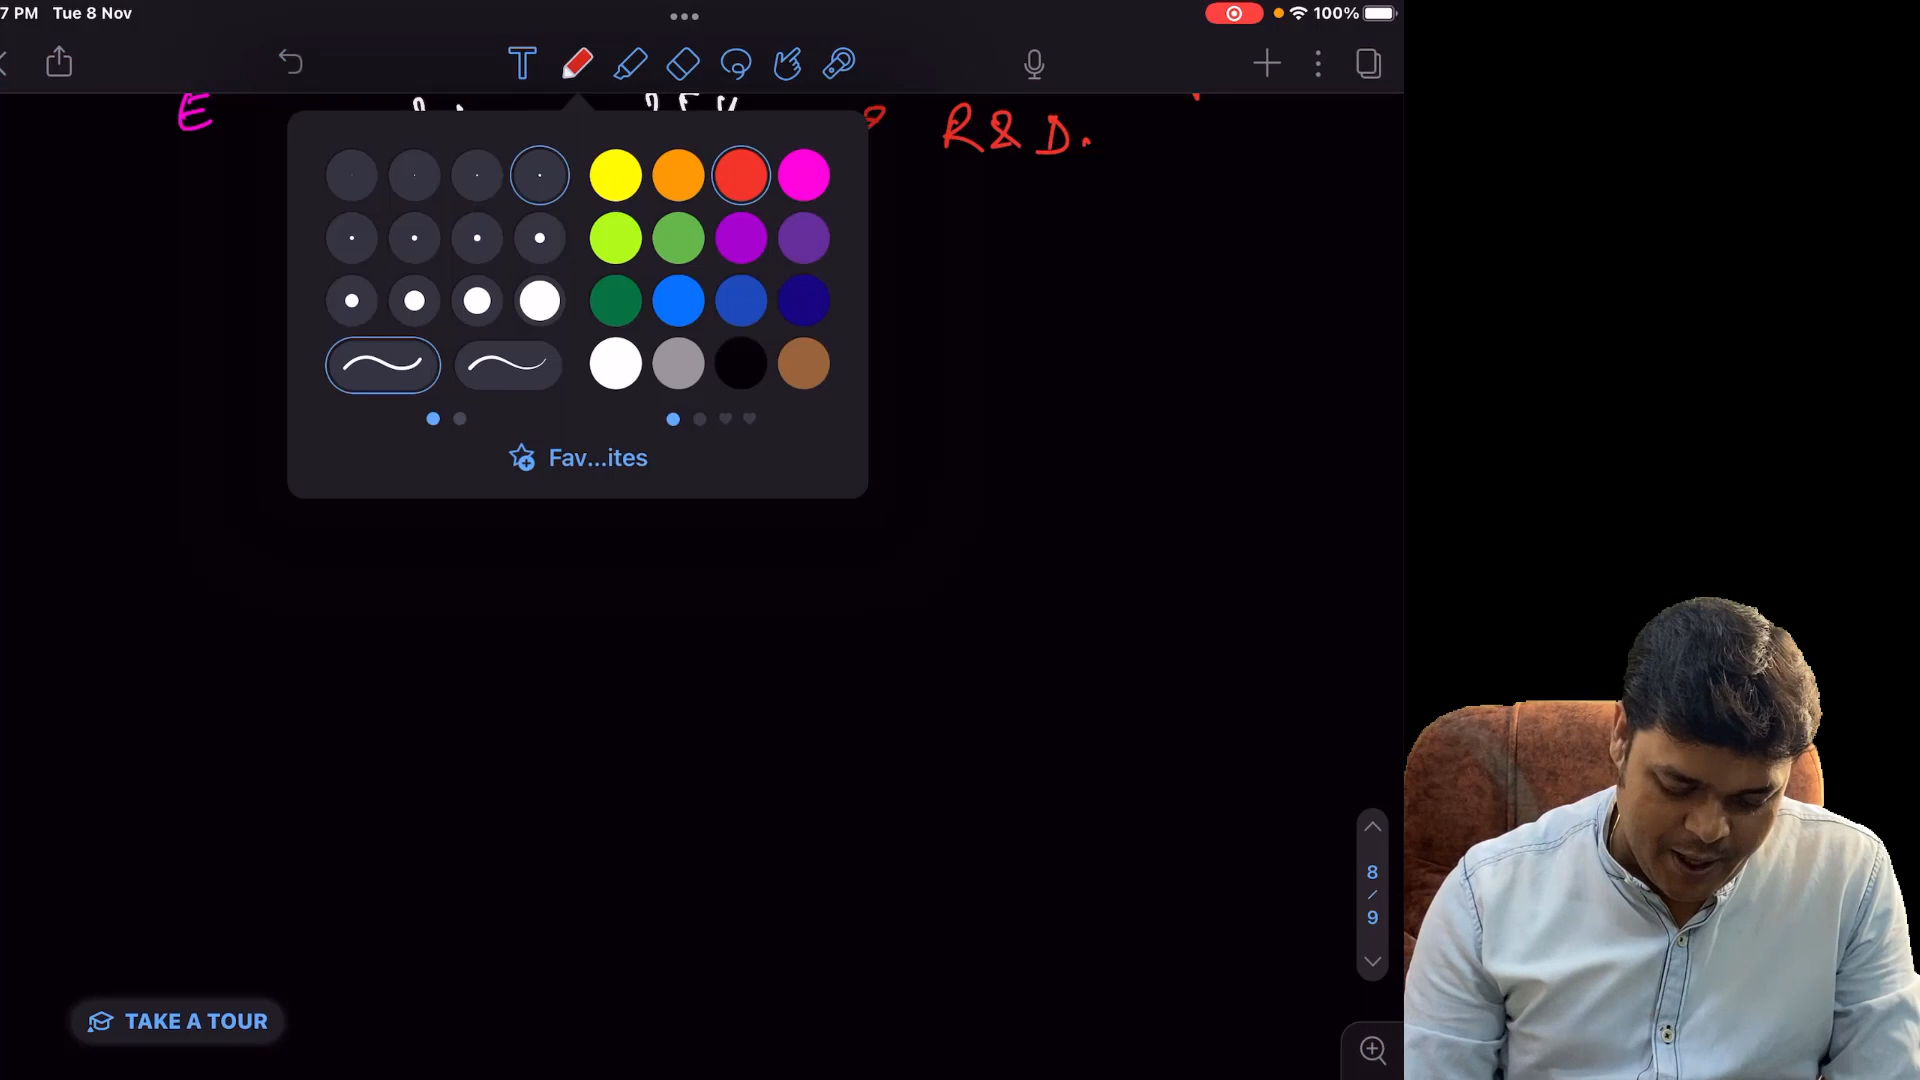 7 PM Tue 8 Nov
100%
T
E
R & D.
Fav...ites
8
/
9
TAKE A TOUR